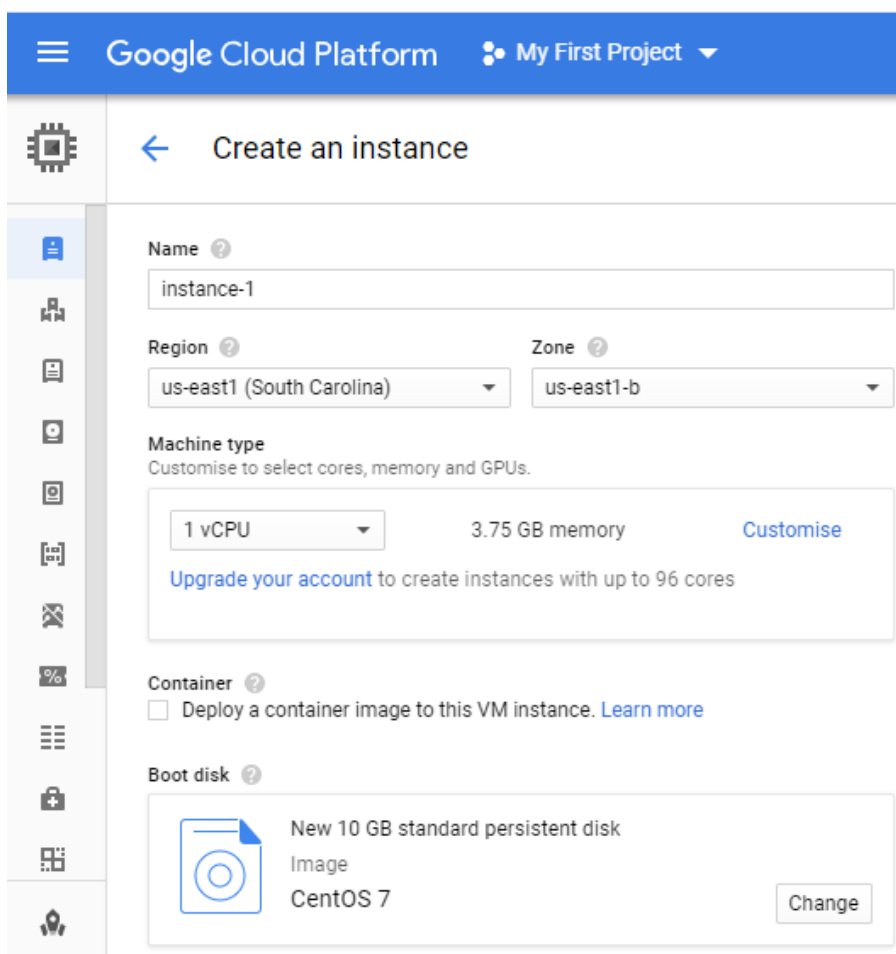 Google Cloud Platform My First Project
Create an instance
Name
instance-1
Region Zone
us-east1 (South Carolina) us-east1-b
Machine type
Customise to select cores, memory and GPUs.
1 vCPU 3.75 GB memory Customise
Upgrade your account to create instances with up to 96 cores
Container
Deploy a container image to this VM instance. Learn more
Boot disk
New 10 GB standard persistent disk
Image
CentOS 7
Change